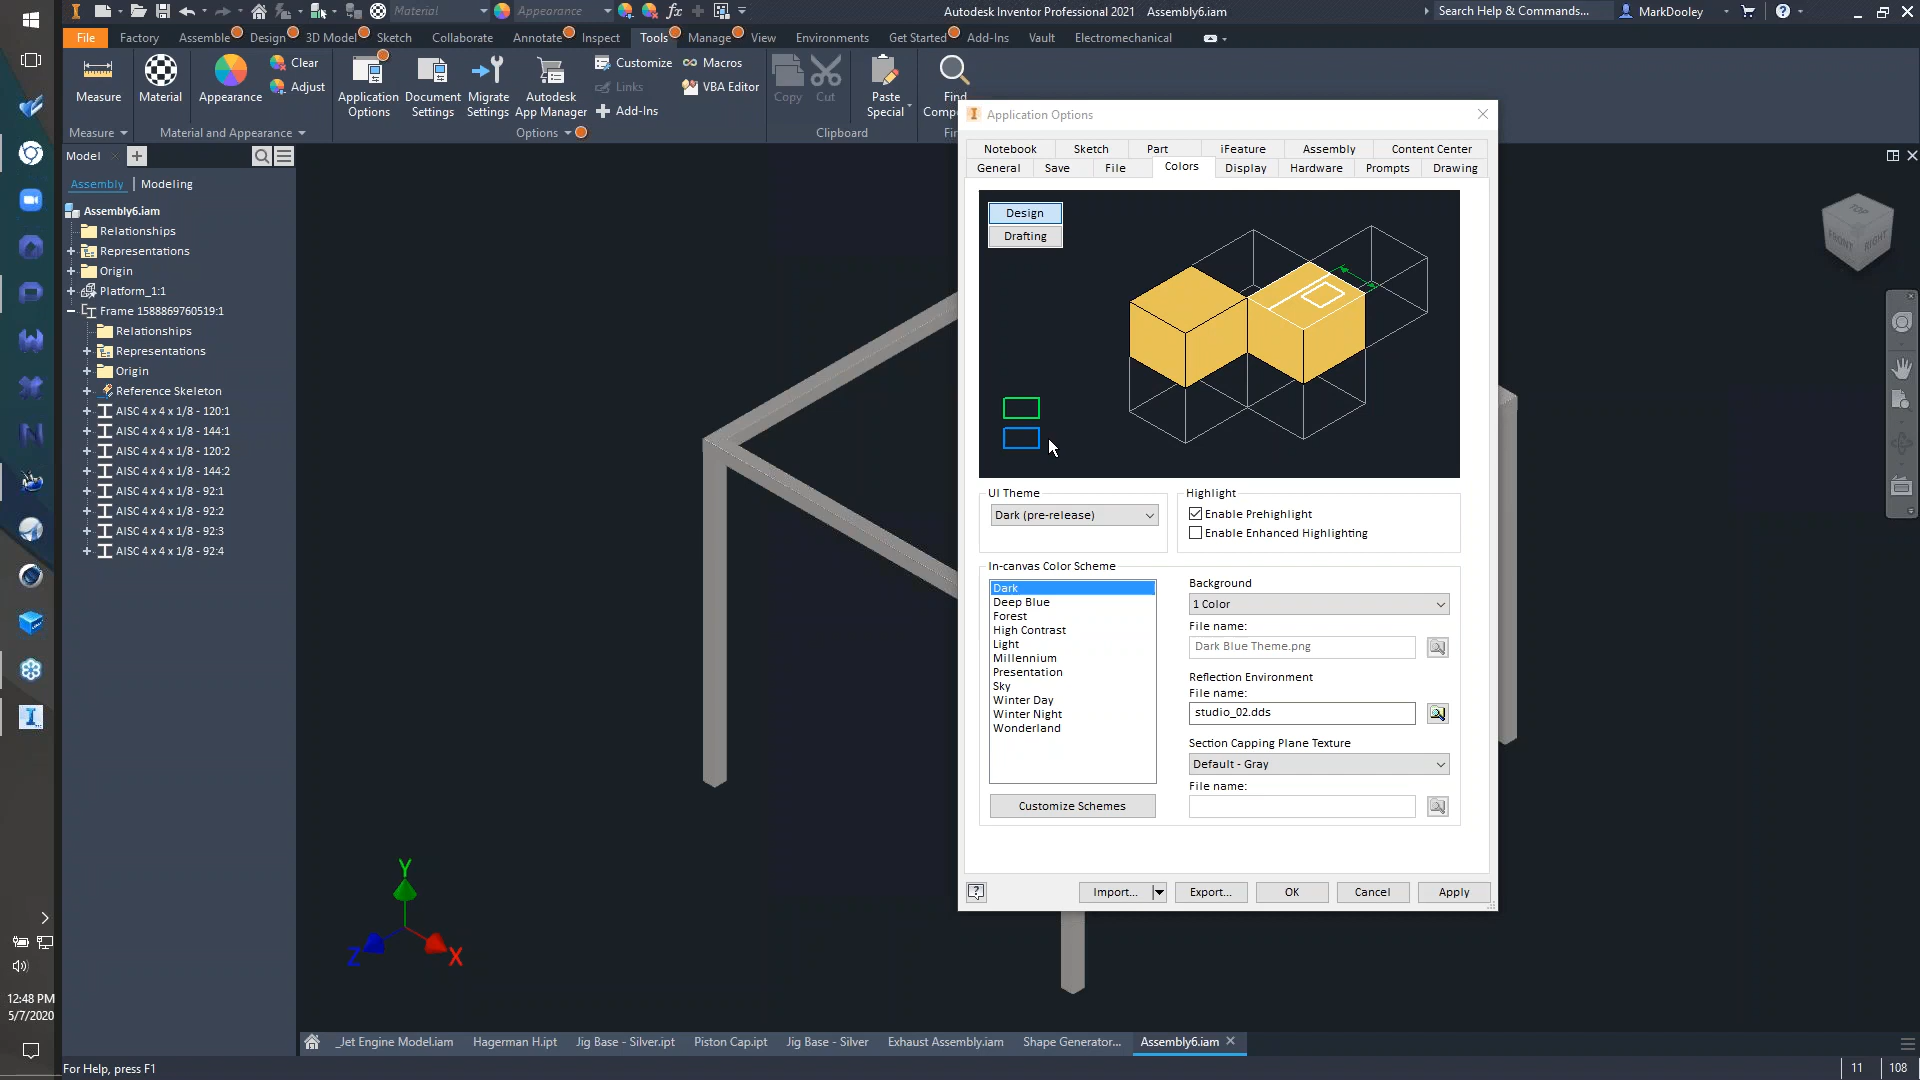 Material
Appearance
fx
Autodesk Inventor Professional 2021 Assembly6.iam
Search Help & Commands...
MarkDooley
File Factory Assemble Design 3D Model Sketch Collaborate Annotate Inspect Tools Manage View Environments Get Started Add-Ins Vault Electromechanical
Measure
Material
Appearance
Clear
Adjust
Application Options
Document Settings
Migrate Settings
Autodesk App Manager
Customize
Links
Add-Ins
Macros
VBA Editor
Copy
Cut
Paste Special
Find
Measure
Material and Appearance
Options
Clipboard
Model
Assembly | Modeling
Assembly6.iam
Relationships
Representations
Origin
Platform_1:1
Frame 1588869760519:1
Relationships
Representations
Origin
Reference Skeleton
AISC 4 x 4 x 1/8 - 120:1
AISC 4 x 4 x 1/8 - 144:1
AISC 4 x 4 x 1/8 - 120:2
AISC 4 x 4 x 1/8 - 144:2
AISC 4 x 4 x 1/8 - 92:1
AISC 4 x 4 x 1/8 - 92:2
AISC 4 x 4 x 1/8 - 92:3
AISC 4 x 4 x 1/8 - 92:4
Application Options
Notebook Sketch Part iFeature Assembly Content Center
General Save File Colors Display Hardware Prompts Drawing
Design
Drafting
UI Theme
Dark (pre-release)
Highlight
Enable Prehighlight
Enable Enhanced Highlighting
In-canvas Color Scheme
Dark
Deep Blue
Forest
High Contrast
Light
Millennium
Presentation
Sky
Winter Day
Winter Night
Wonderland
Customize Schemes
Background
1 Color
File name:
Dark Blue Theme.png
Reflection Environment
File name:
studio_02.dds
Section Capping Plane Texture
Default - Gray
File name:
Import... Export... OK Cancel Apply
TOP
FRONT
RIGHT
Y
Z
X
12:48 PM
5/7/2020
_Jet Engine Model.iam Hagerman H.ipt Jig Base - Silver.ipt Piston Cap.ipt Jig Base - Silver Exhaust Assembly.iam Shape Generator... Assembly6.iam
For Help, press F1
11 108